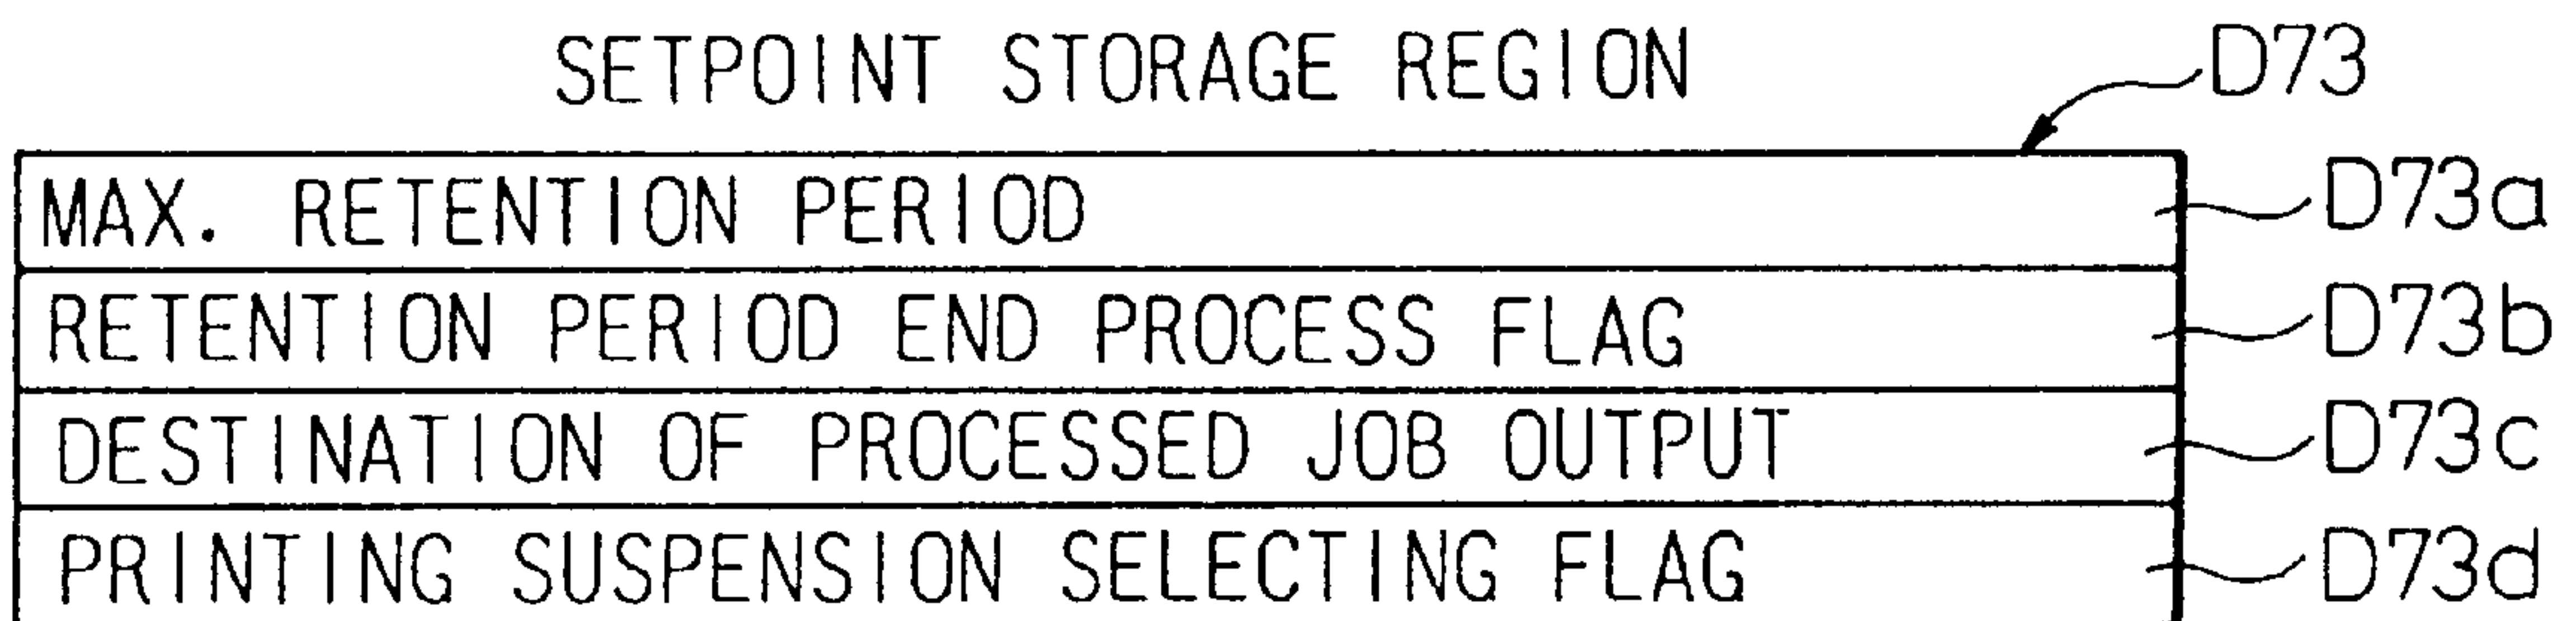 SETPOINT STORAGE REGION D73
MAX. RETENTION PERIOD D73a
RETENTION PERIOD END PROCESS FLAG D73b
DESTINATION OF PROCESSED JOB OUTPUT D73c
PRINTING SUSPENSION SELECTING FLAG D73d